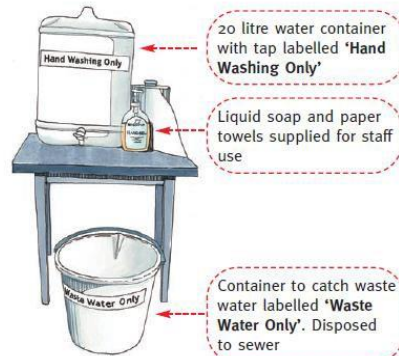 20 litre water container
with tap labelled 'Hand
Washing Only'
Hand Washing Only
Liquid soap and paper
towels supplied for staff
use
Container to catch waste
water labelled 'Waste
Water Only'. Disposed
to sewer
Waste Water Only